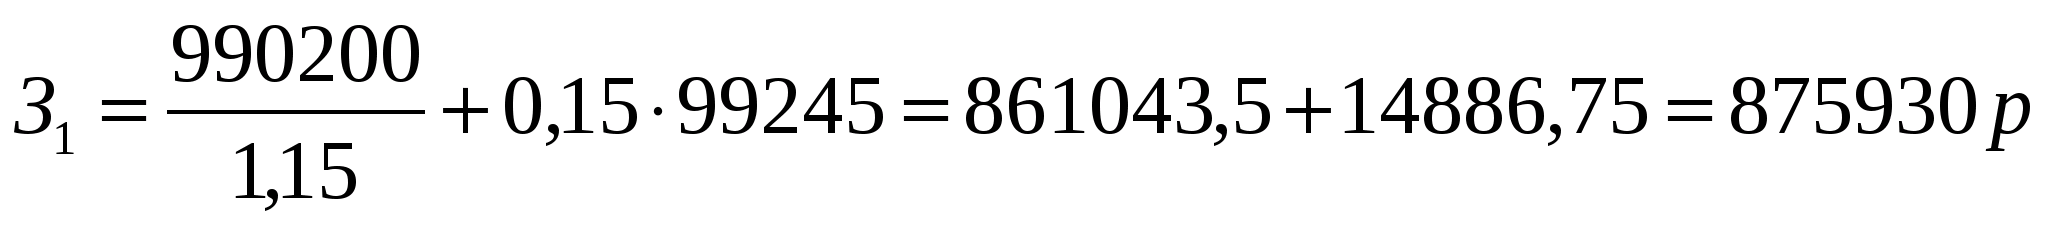 З₁ = 990200/1,15 + 0,15·99245 = 861043,5 + 14886,75 = 875930 р